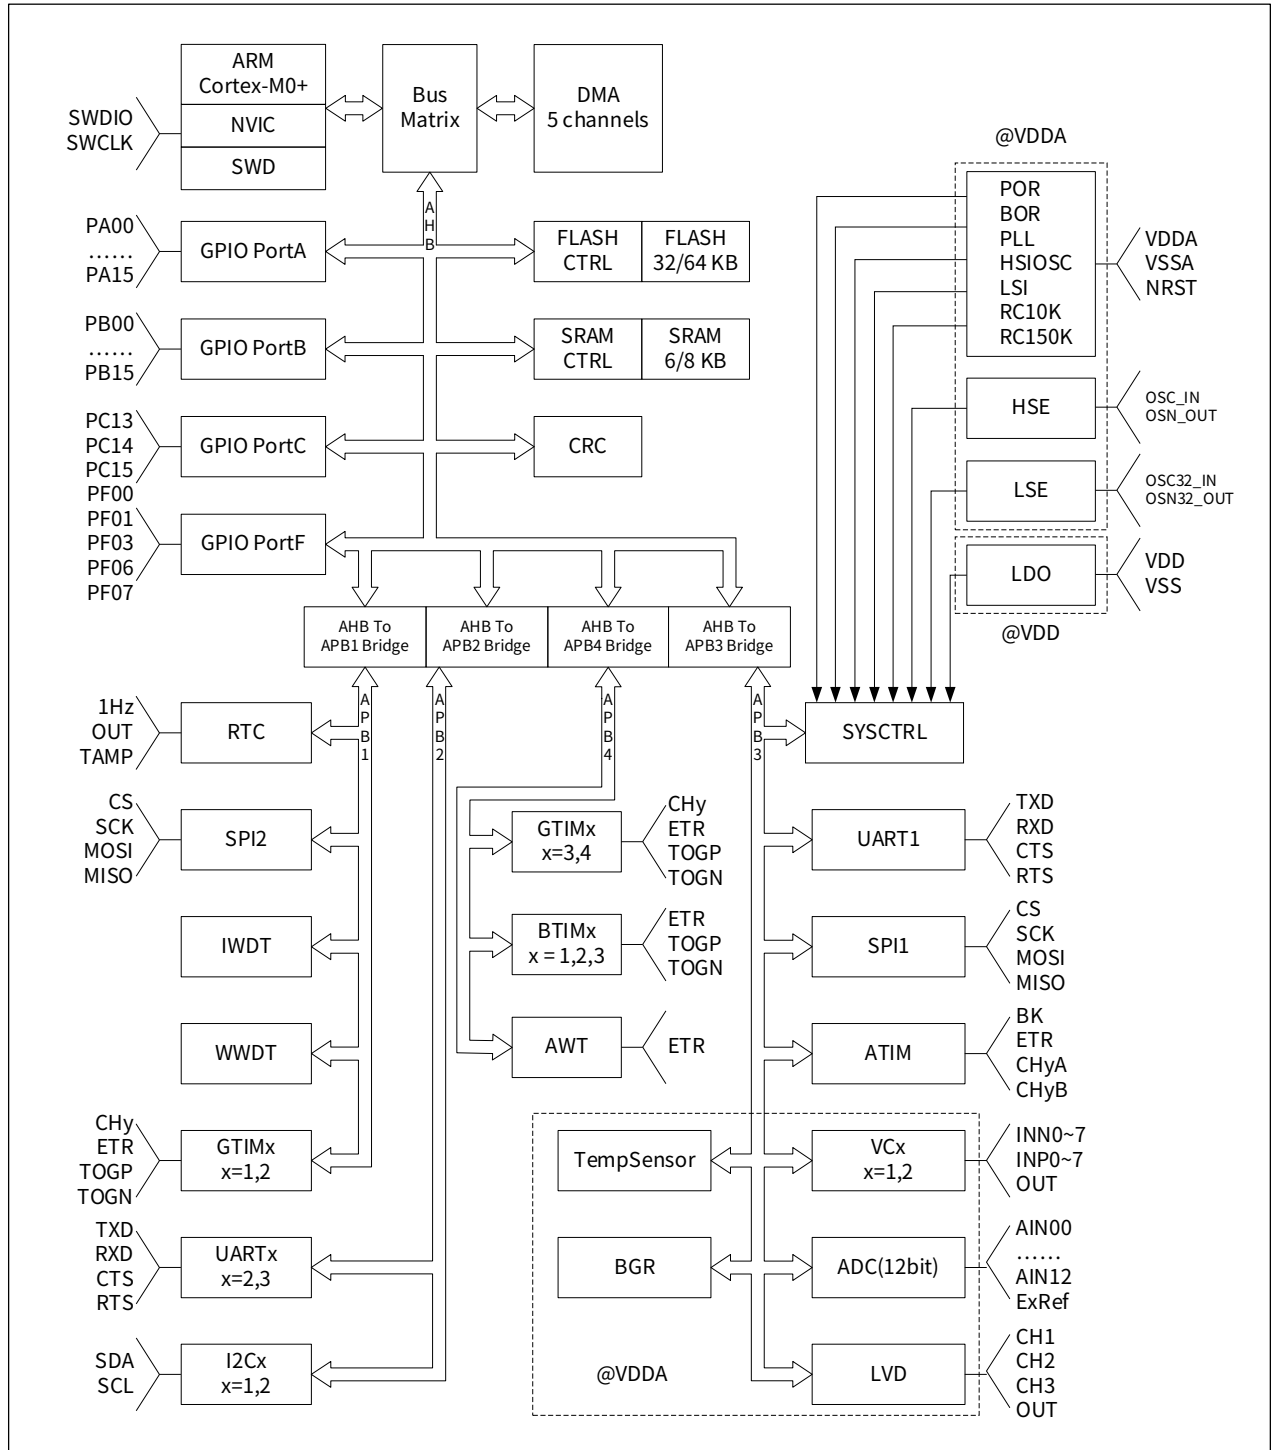 ARM
Cortex-M0+
NVIC
SWD
SWDIO
SWCLK
Bus
Matrix
DMA
5 channels
AHB
PA00
......
PA15
GPIO PortA
FLASH
CTRL
FLASH
32/64 KB
PB00
......
PB15
GPIO PortB
SRAM
CTRL
SRAM
6/8 KB
PC13
PC14
PC15
GPIO PortC
CRC
PF00
PF01
PF03
PF06
PF07
GPIO PortF
@VDDA
POR
BOR
PLL
HSIOSC
LSI
RC10K
RC150K
VDDA
VSSA
NRST
HSE
OSC_IN
OSN_OUT
LSE
OSC32_IN
OSN32_OUT
LDO
VDD
VSS
@VDD
AHB To
APB1 Bridge
AHB To
APB2 Bridge
AHB To
APB4 Bridge
AHB To
APB3 Bridge
APB1
APB2
APB4
APB3
1Hz
OUT
TAMP
RTC
SYSCTRL
CS
SCK
MOSI
MISO
SPI2
GTIMx
x=3,4
CHy
ETR
TOGP
TOGN
UART1
TXD
RXD
CTS
RTS
IWDT
BTIMx
x = 1,2,3
ETR
TOGP
TOGN
SPI1
CS
SCK
MOSI
MISO
WWDT
AWT
ETR
ATIM
BK
ETR
CHyA
CHyB
CHy
ETR
TOGP
TOGN
GTIMx
x=1,2
TempSensor
VCx
x=1,2
INN0~7
INP0~7
OUT
TXD
RXD
CTS
RTS
UARTx
x=2,3
BGR
ADC(12bit)
AIN00
......
AIN12
ExRef
SDA
SCL
I2Cx
x=1,2
@VDDA
LVD
CH1
CH2
CH3
OUT